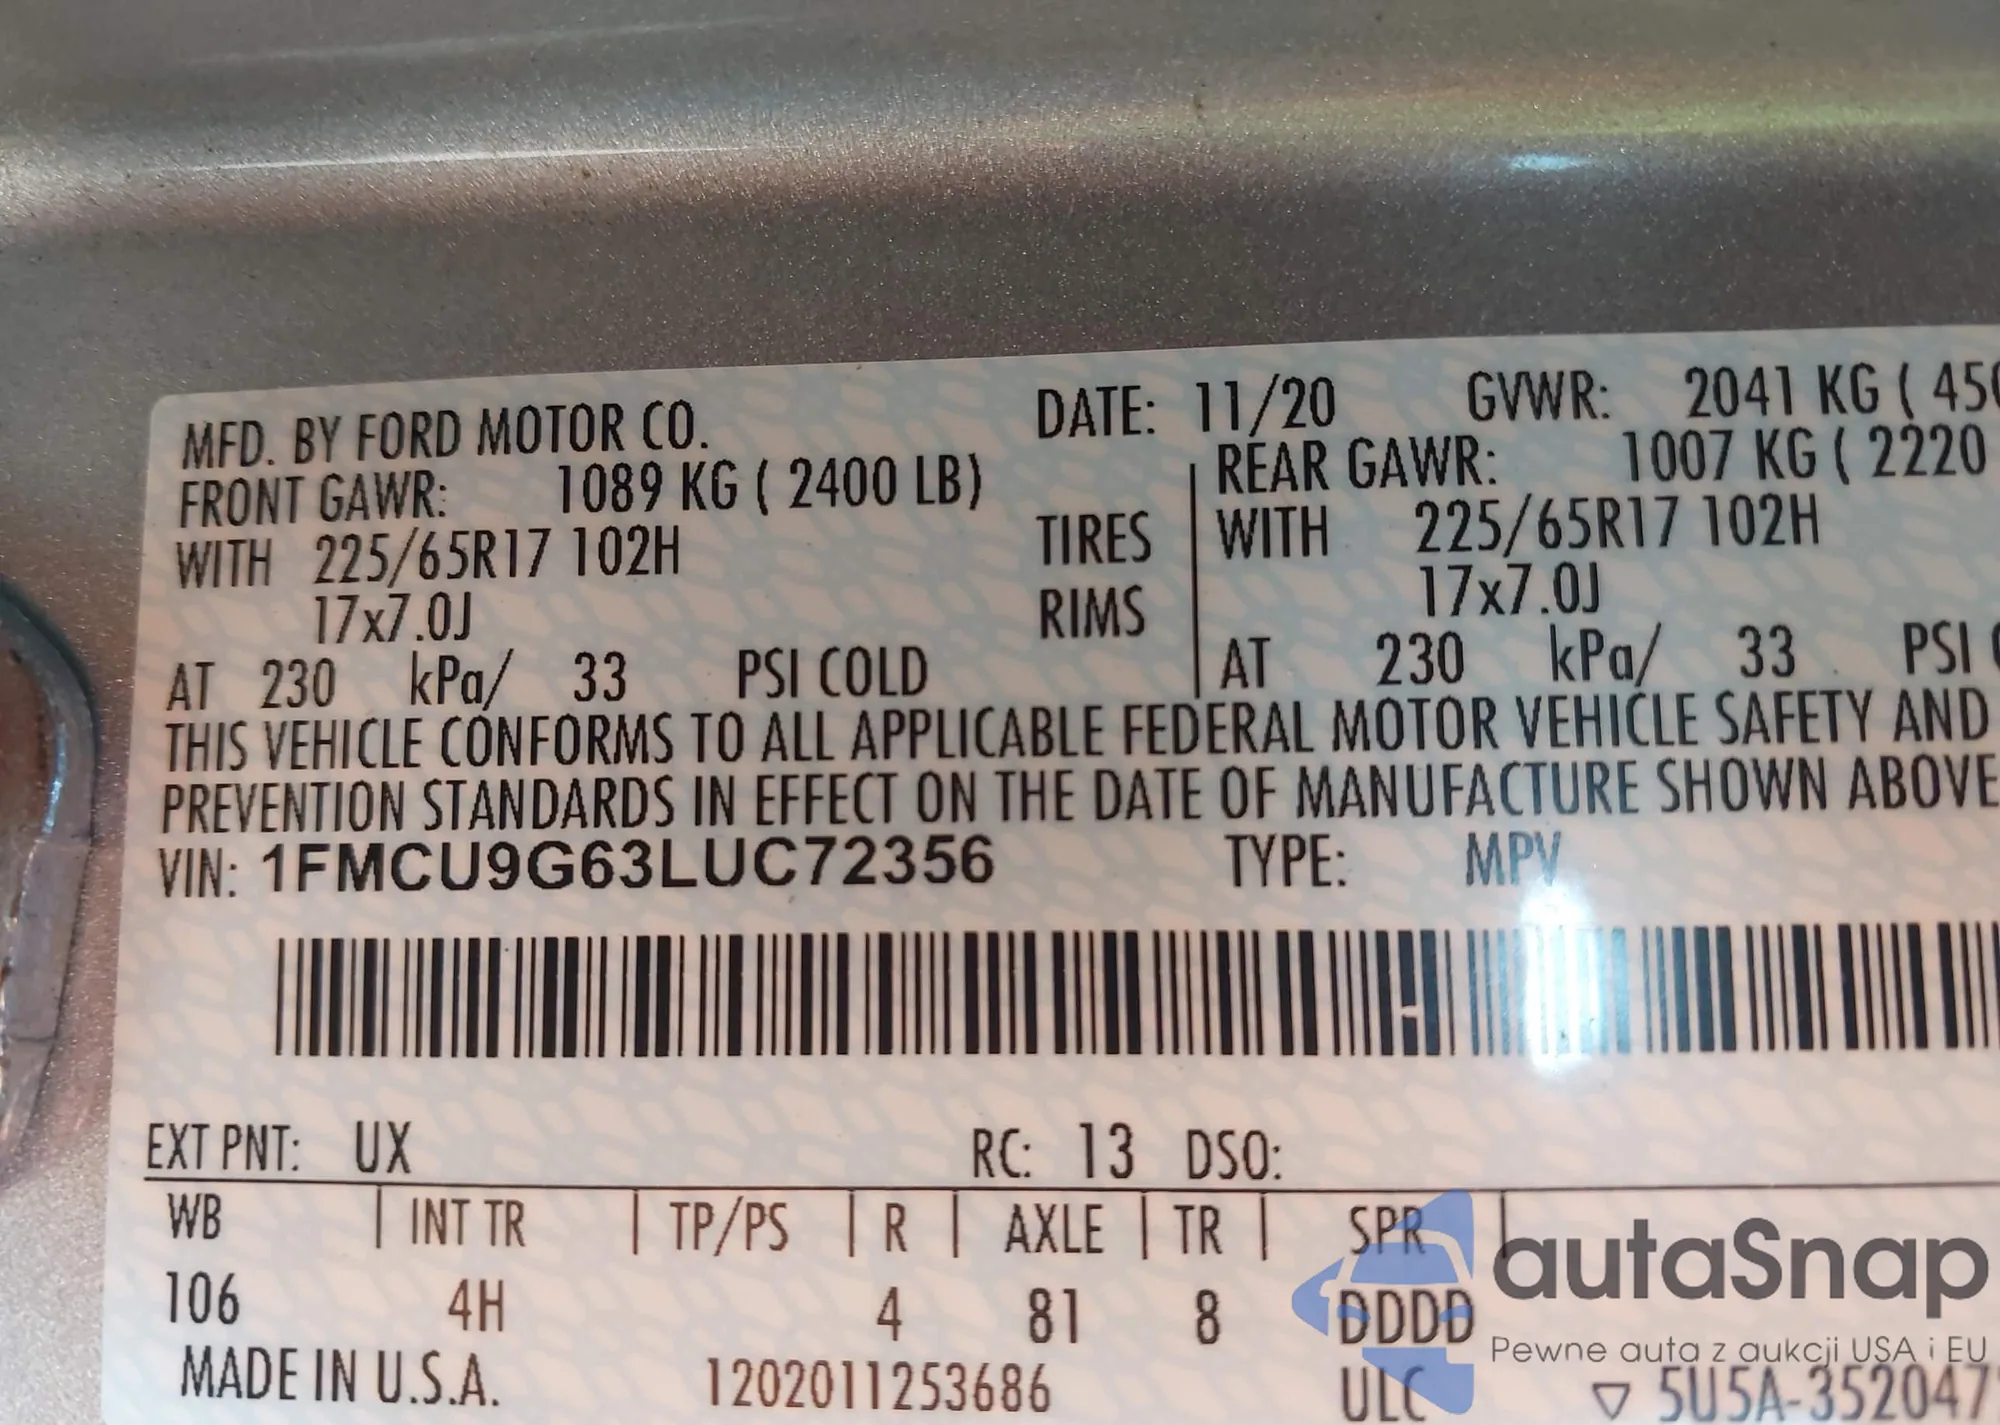 MFD. BY FORD MOTOR CO. DATE: 11/20 GVWR: 2041 KG ( 450
FRONT GAWR: 1089 KG ( 2400 LB) REAR GAWR: 1007 KG ( 2220
WITH 225/65R17 102H TIRES WITH 225/65R17 102H
17x7.0J RIMS 17x7.0J
AT 230 kPa/ 33 PSI COLD AT 230 kPa/ 33 PSI
THIS VEHICLE CONFORMS TO ALL APPLICABLE FEDERAL MOTOR VEHICLE SAFETY AND
PREVENTION STANDARDS IN EFFECT ON THE DATE OF MANUFACTURE SHOWN ABOVE
VIN: 1FMCU9G63LUC72356 TYPE: MPV
EXT PNT: UX RC: 13 DSO:
WB | INT TR | TP/PS | R | AXLE | TR | SPR |
106 4H 4 81 8 DDDD
MADE IN U.S.A. 1202011253686 ULC ▽ 5U5A-352047
autaSnap
Pewne auta z aukcji USA i EU